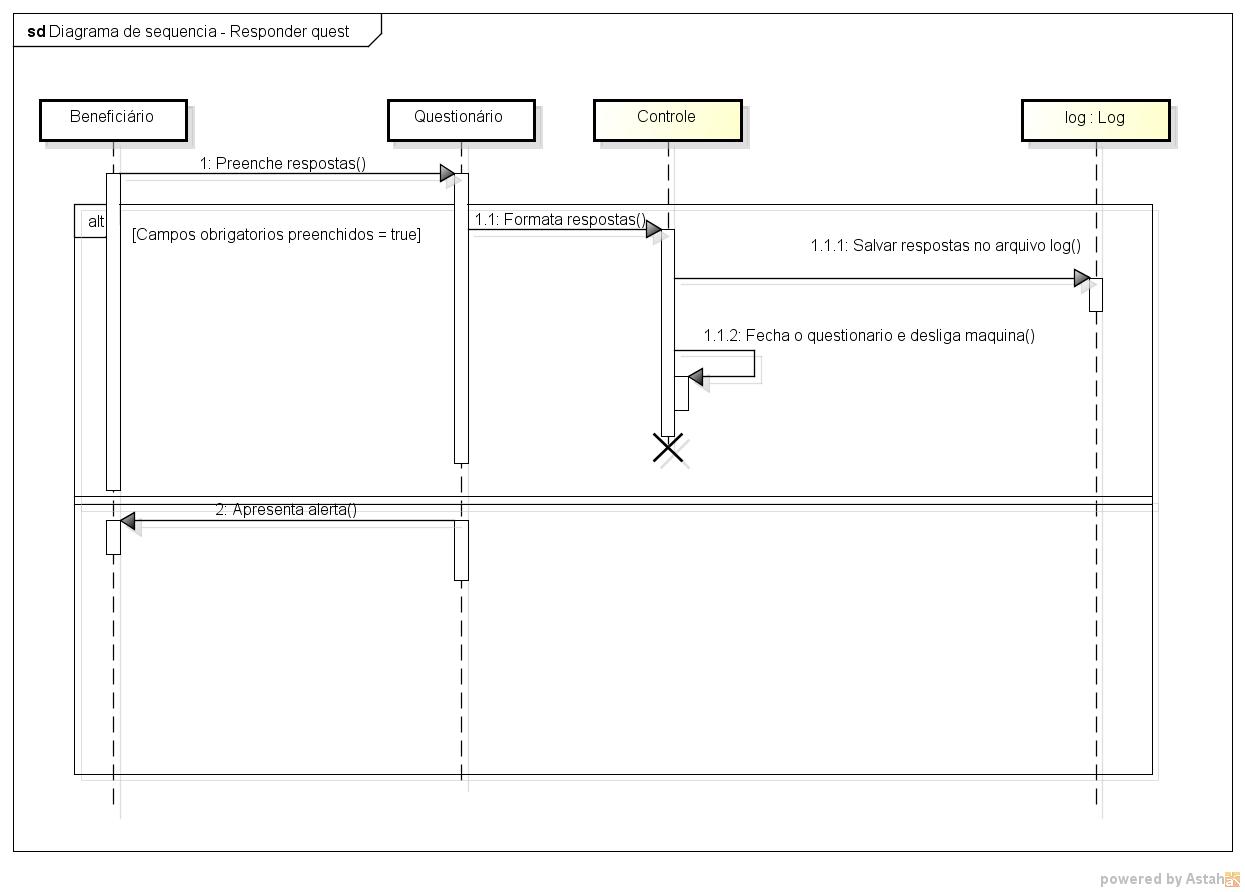 sd Diagrama de sequencia - Responder quest
Beneficiário
Questionário
Controle
log : Log
1: Preenche respostas()
alt
[Campos obrigatorios preenchidos = true]
1.1: Formata respostas()
1.1.1: Salvar respostas no arquivo log()
1.1.2: Fecha o questionario e desliga maquina()
2: Apresenta alerta()
powered by Astah